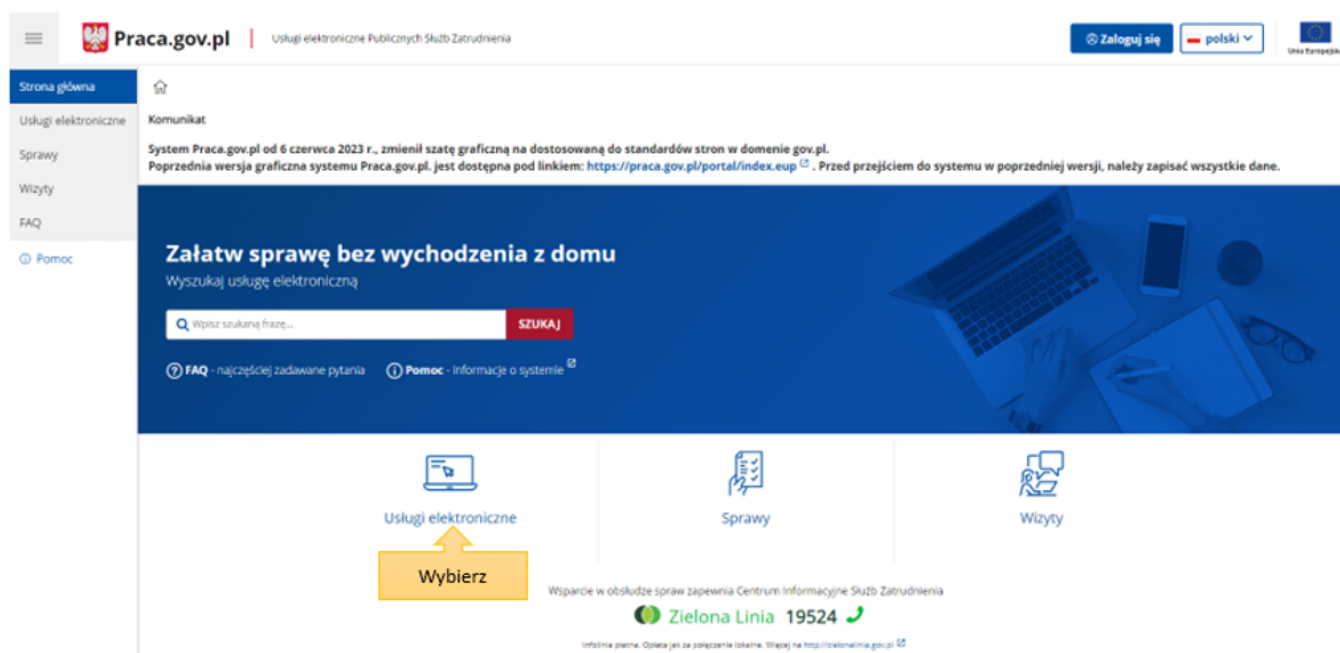 Praca.gov.pl
Usługi elektroniczne Publicznych Służb Zatrudnienia
Zaloguj się
polski
Unia Europejska
Strona główna
Usługi elektroniczne
Sprawy
Wizyty
FAQ
Pomoc
Komunikat
System Praca.gov.pl od 6 czerwca 2023 r., zmienił szatę graficzną na dostosowaną do standardów stron w domenie gov.pl.
Poprzednia wersja graficzna systemu Praca.gov.pl. jest dostępna pod linkiem: https://praca.gov.pl/portal/index.eup . Przed przejściem do systemu w poprzedniej wersji, należy zapisać wszystkie dane.
Załatw sprawę bez wychodzenia z domu
Wyszukaj usługę elektroniczną
Wpisz szukaną frazę...
SZUKAJ
FAQ - najczęściej zadawane pytania
Pomoc - informacje o systemie
Usługi elektroniczne
Sprawy
Wizyty
Wybierz
Wsparcie w obsłudze spraw zapewnia Centrum Informacyjne Służb Zatrudnienia
Zielona Linia 19524
Infolinia płatna. Opłata jak za połączenie lokalne. Więcej na http://zielonalinia.gov.pl